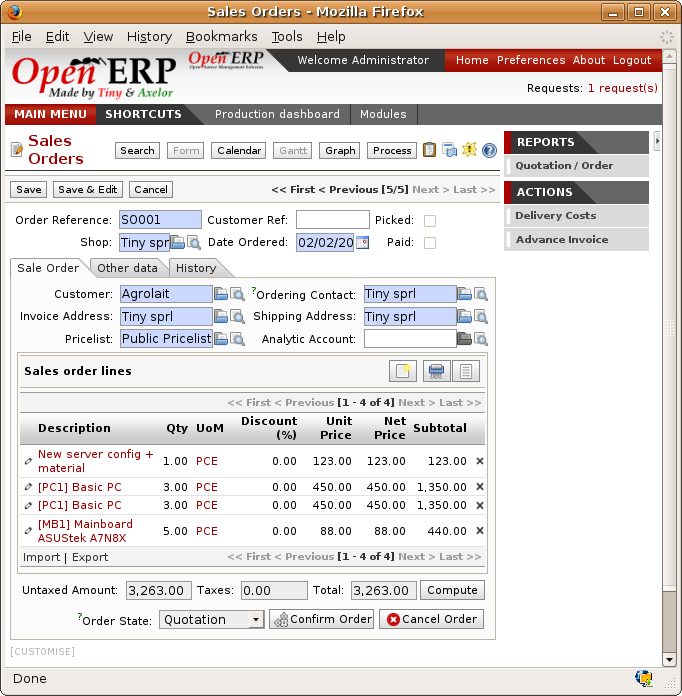 Sales Orders - Mozilla Firefox
File Edit View History Bookmarks Tools Help
Open ERP Open Source Management Solution Welcome Administrator Home Preferences About Logout
Made by Tiny & Axelor
Requests: 1 request(s)
MAIN MENU SHORTCUTS Production dashboard Modules
Sales Orders
Search Form Calendar Gantt Graph Process
REPORTS
Quotation / Order
ACTIONS
Delivery Costs
Advance Invoice
Save Save & Edit Cancel << First < Previous [5/5] Next > Last >>
Order Reference: SO001 Customer Ref: Picked:
Shop: Tiny sprl Date Ordered: 02/02/20 Paid:
Sale Order Other data History
Customer: Agrolait ?Ordering Contact: Tiny sprl
Invoice Address: Tiny sprl Shipping Address: Tiny sprl
Pricelist: Public Pricelist Analytic Account:
Sales order lines
<< First < Previous [1 - 4 of 4] Next > Last >>
Description Qty UoM Discount (%) Unit Price Net Price Subtotal
New server config + material 1.00 PCE 0.00 123.00 123.00 123.00
[PC1] Basic PC 3.00 PCE 0.00 450.00 450.00 1,350.00
[PC1] Basic PC 3.00 PCE 0.00 450.00 450.00 1,350.00
[MB1] Mainboard ASUStek A7N8X 5.00 PCE 0.00 88.00 88.00 440.00
Import | Export << First < Previous [1 - 4 of 4] Next > Last >>
Untaxed Amount: 3,263.00 Taxes: 0.00 Total: 3,263.00 Compute
?Order State: Quotation Confirm Order Cancel Order
[CUSTOMISE]
Done